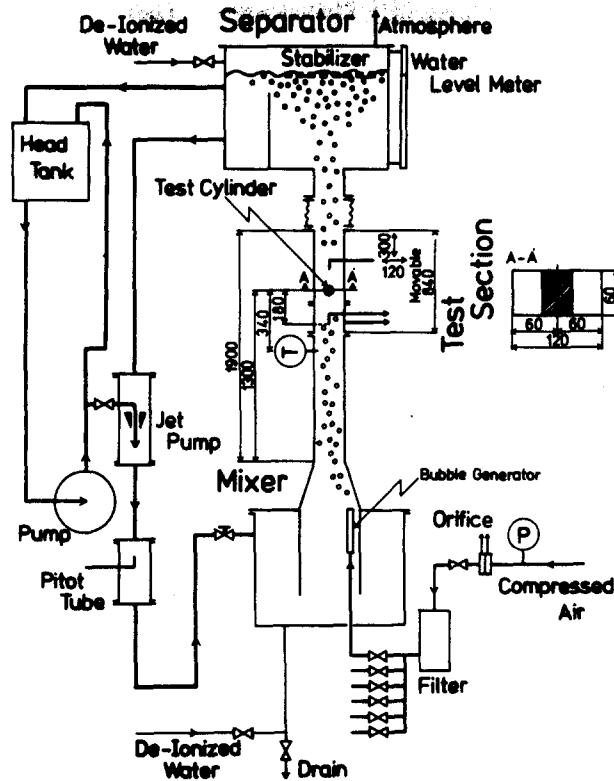 Separator
De-Ionized
Water
Atmosphere
Stabilizer
Water
Level Meter
Head
Tank
Test Cylinder
300
120
Movable
840
A
A
180
340
1300
1900
T
Test
Section
A-A
60
60
60
120
Jet
Pump
Mixer
Bubble Generator
Pump
Pitot
Tube
Orifice
P
Compressed
Air
Filter
De-Ionized
Water
Drain